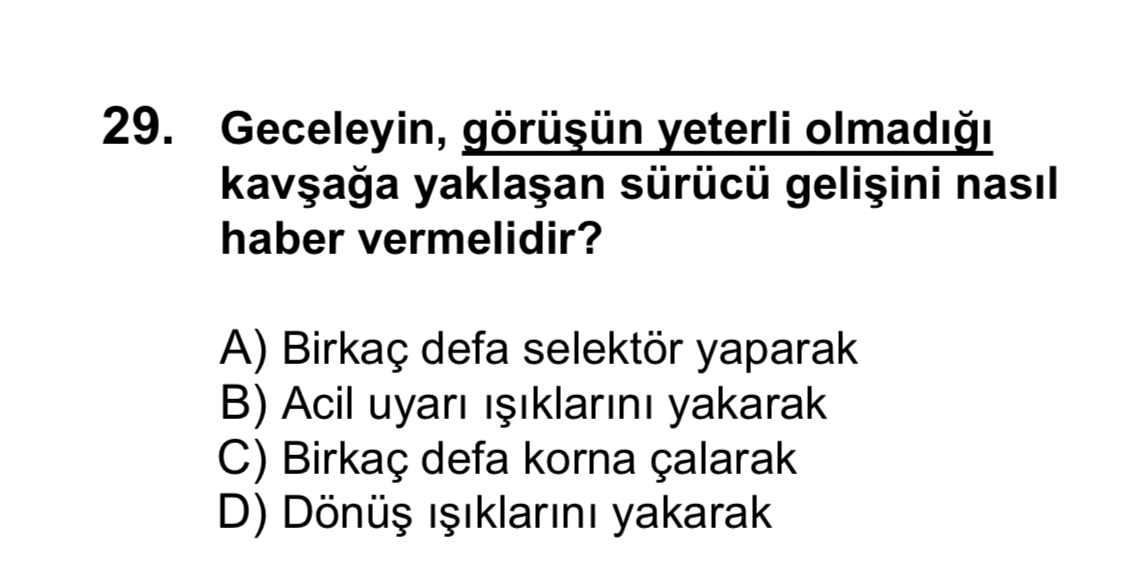 29. Geceleyin, görüşün yeterli olmadığı
kavşağa yaklaşan sürücü gelişini nasıl
haber vermelidir?
A) Birkaç defa selektör yaparak
B) Acil uyarı ışıklarını yakarak
C) Birkaç defa korna çalarak
D) Dönüş ışıklarını yakarak